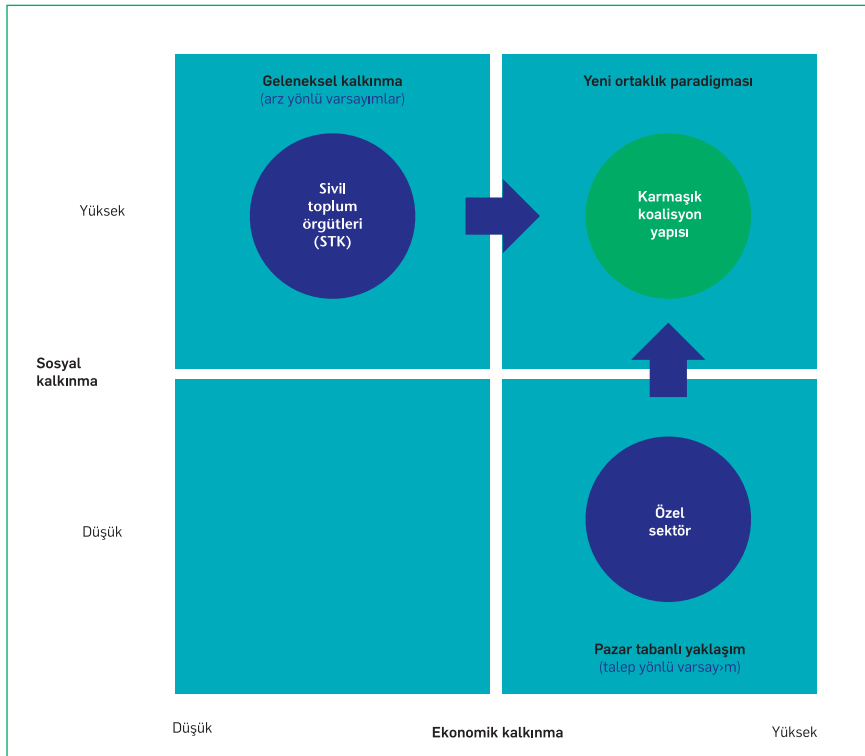 Geleneksel kalkınma
(arz yönlü varsayımlar)
Yeni ortaklık paradigması
Yüksek
Sivil
toplum
örgütleri
(STK)
Karmaşık
koalisyon
yapısı
Sosyal
kalkınma
Düşük
Özel
sektör
Pazar tabanlı yaklaşım
(talep yönlü varsay›m)
Düşük
Ekonomik kalkınma
Yüksek